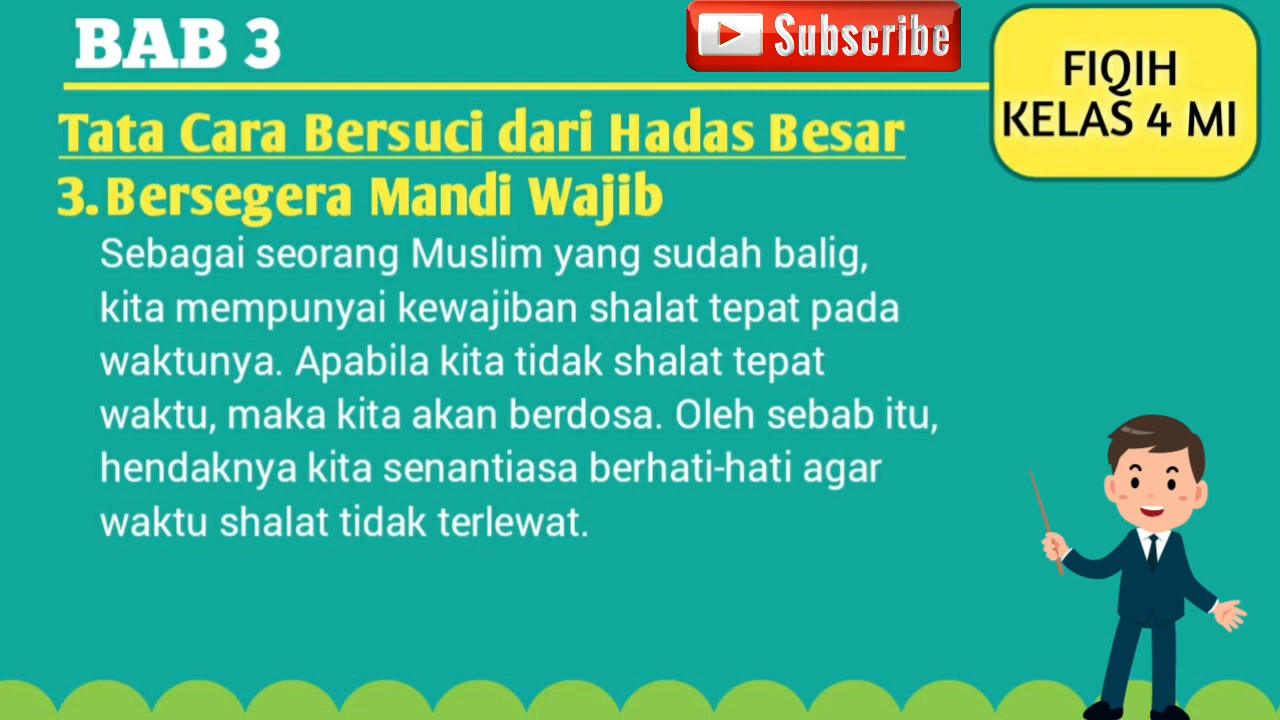 BAB 3
Subscribe
FIQIH
KELAS 4 MI
Tata Cara Bersuci dari Hadas Besar
3. Bersegera Mandi Wajib
Sebagai seorang Muslim yang sudah balig,
kita mempunyai kewajiban shalat tepat pada
waktunya. Apabila kita tidak shalat tepat
waktu, maka kita akan berdosa. Oleh sebab itu,
hendaknya kita senantiasa berhati-hati agar
waktu shalat tidak terlewat.